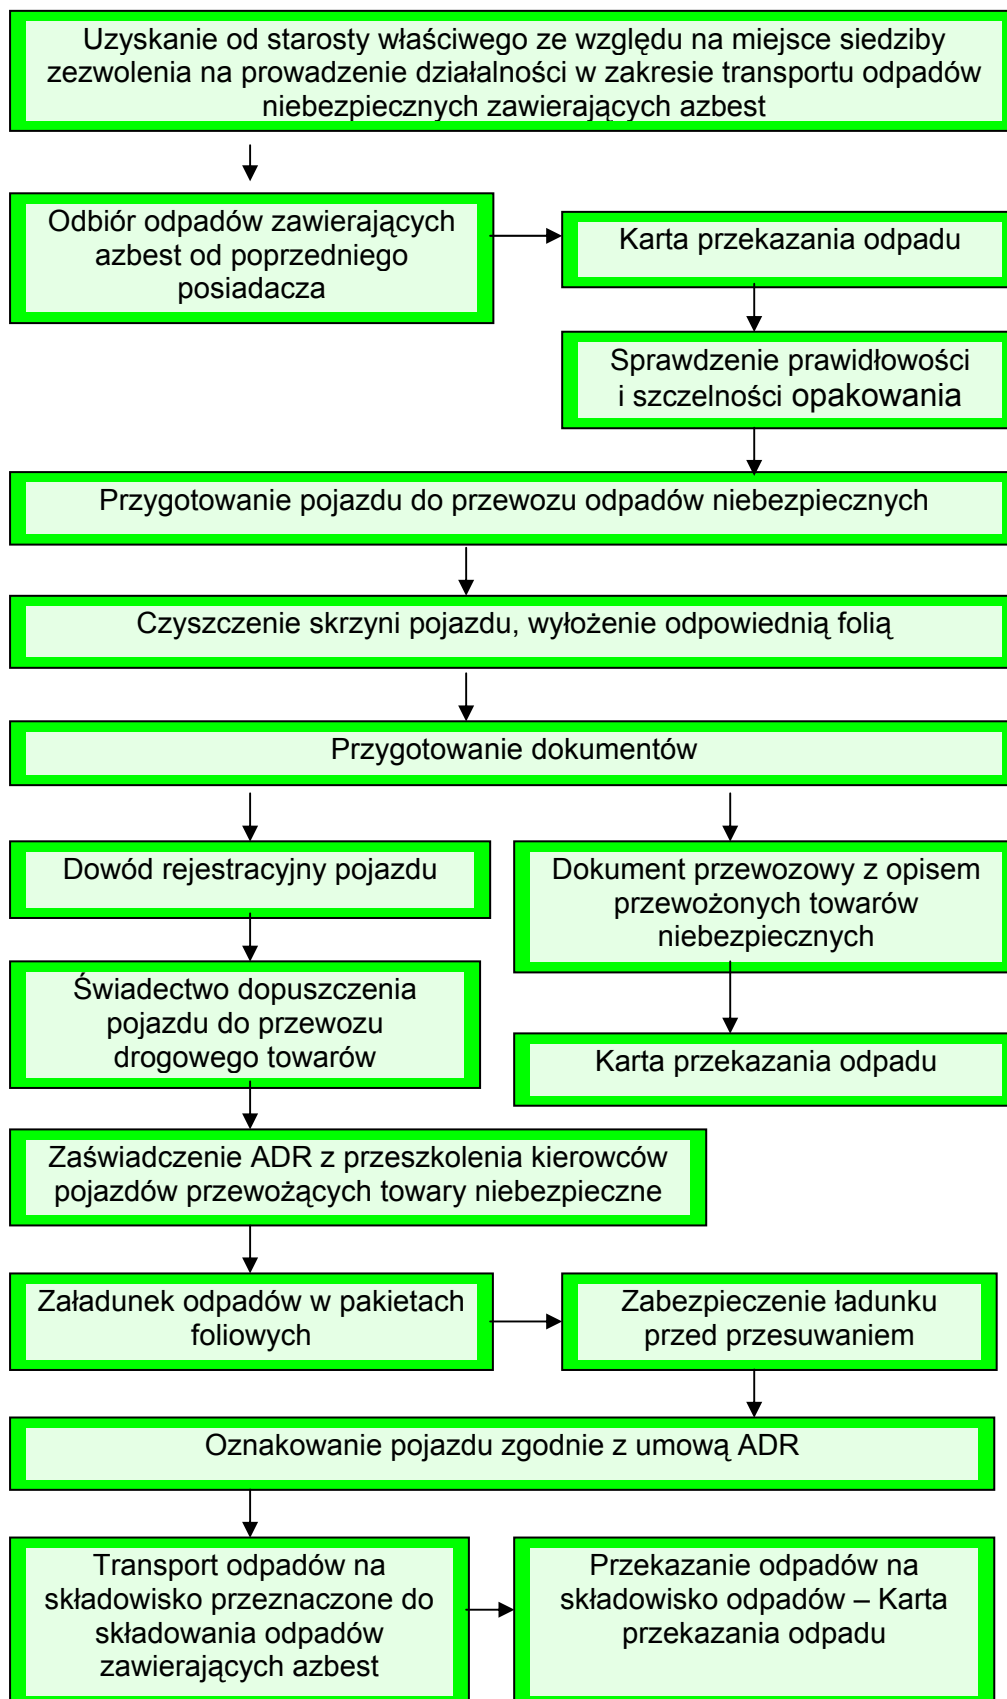 Uzyskanie od starosty właściwego ze względu na miejsce siedziby
zezwolenia na prowadzenie działalności w zakresie transportu odpadów
niebezpiecznych zawierających azbest
Odbiór odpadów zawierających
azbest od poprzedniego
posiadacza
Karta przekazania odpadu
Sprawdzenie prawidłowości
i szczelności opakowania
Przygotowanie pojazdu do przewozu odpadów niebezpiecznych
Czyszczenie skrzyni pojazdu, wyłożenie odpowiednią folią
Przygotowanie dokumentów
Dowód rejestracyjny pojazdu
Dokument przewozowy z opisem
przewożonych towarów
niebezpiecznych
Świadectwo dopuszczenia
pojazdu do przewozu
drogowego towarów
Karta przekazania odpadu
Zaświadczenie ADR z przeszkolenia kierowców
pojazdów przewożących towary niebezpieczne
Załadunek odpadów w pakietach
foliowych
Zabezpieczenie ładunku
przed przesuwaniem
Oznakowanie pojazdu zgodnie z umową ADR
Transport odpadów na
składowisko przeznaczone do
składowania odpadów
zawierających azbest
Przekazanie odpadów na
składowisko odpadów – Karta
przekazania odpadu